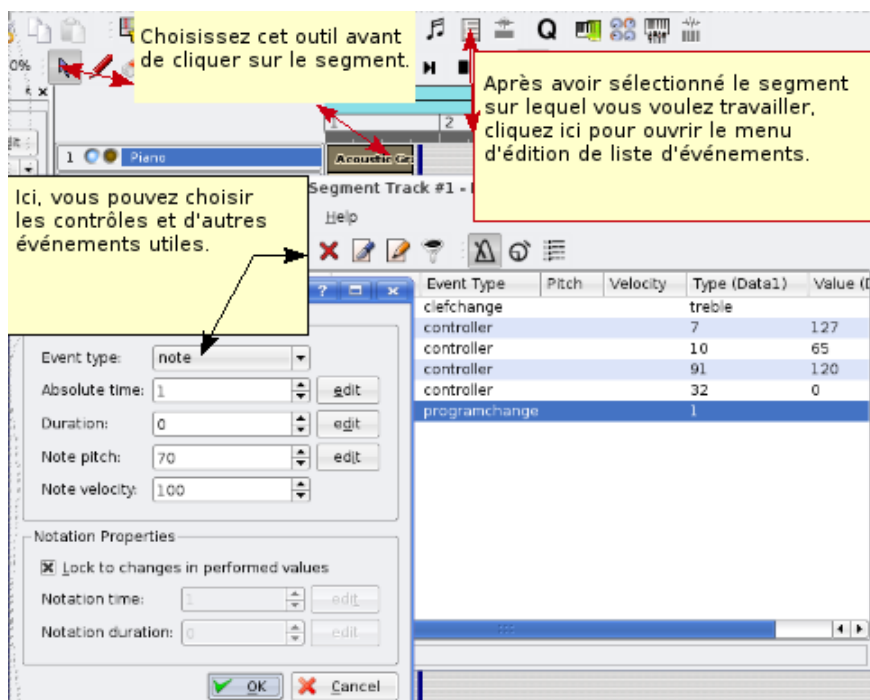 Choisissez cet outil avant
de cliquer sur le segment.
Q
0%
Après avoir sélectionné le segment
sur lequel vous voulez travailler,
cliquez ici pour ouvrir le menu
d'édition de liste d'événements.
1
2
1 Piano
Acoustic
Ici, vous pouvez choisir
les contrôles et d'autres
événements utiles.
Segment Track #1 -
Help
Event Type Pitch Velocity Type (Data1) Value
clefchange treble
controller 7 127
controller 10 65
controller 91 120
controller 32 0
programchange 1
Event type: note
Absolute time: 1 edit
Duration: 0 edit
Note pitch: 70 edit
Note velocity: 100
Notation Properties
Lock to changes in performed values
Notation time: 1 edit
Notation duration: 0 edit
OK Cancel